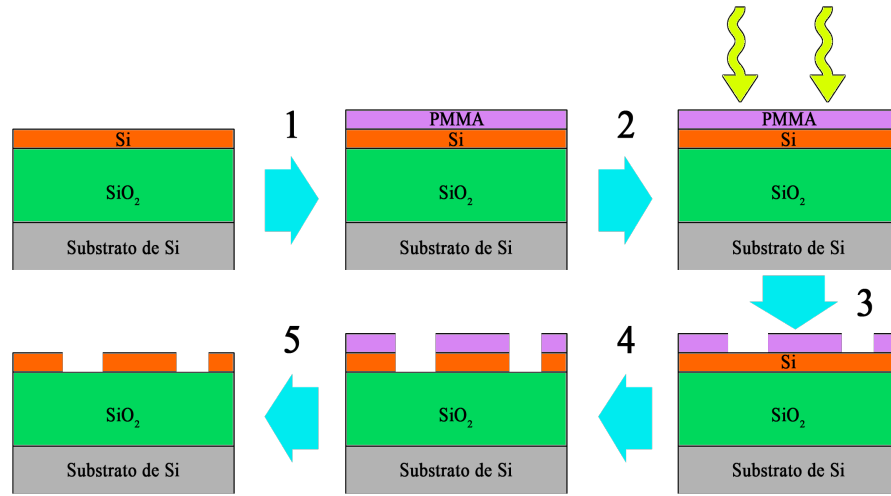 Si
SiO₂
Substrato de Si
1
PMMA
Si
SiO₂
Substrato de Si
2
PMMA
Si
SiO₂
Substrato de Si
3
Si
SiO₂
Substrato de Si
4
SiO₂
Substrato de Si
5
SiO₂
Substrato de Si